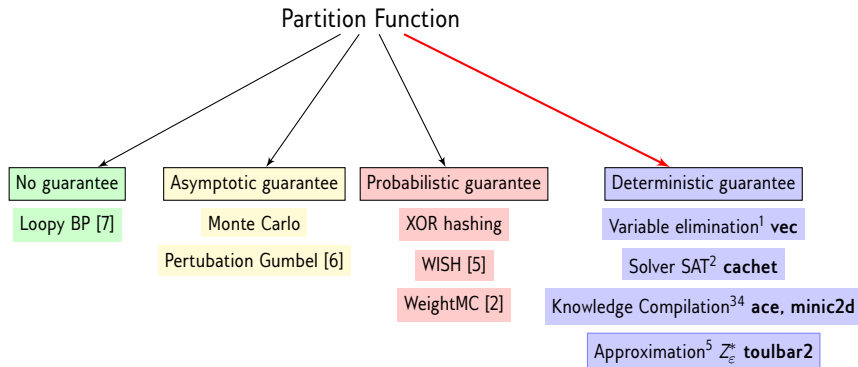 Partition Function
No guarantee
Loopy BP [7]
Asymptotic guarantee
Monte Carlo
Pertubation Gumbel [6]
Probabilistic guarantee
XOR hashing
WISH [5]
WeightMC [2]
Deterministic guarantee
Variable elimination¹ vec
Solver SAT² cachet
Knowledge Compilation³⁴ ace, minic2d
Approximation⁵ Z*ε toulbar2